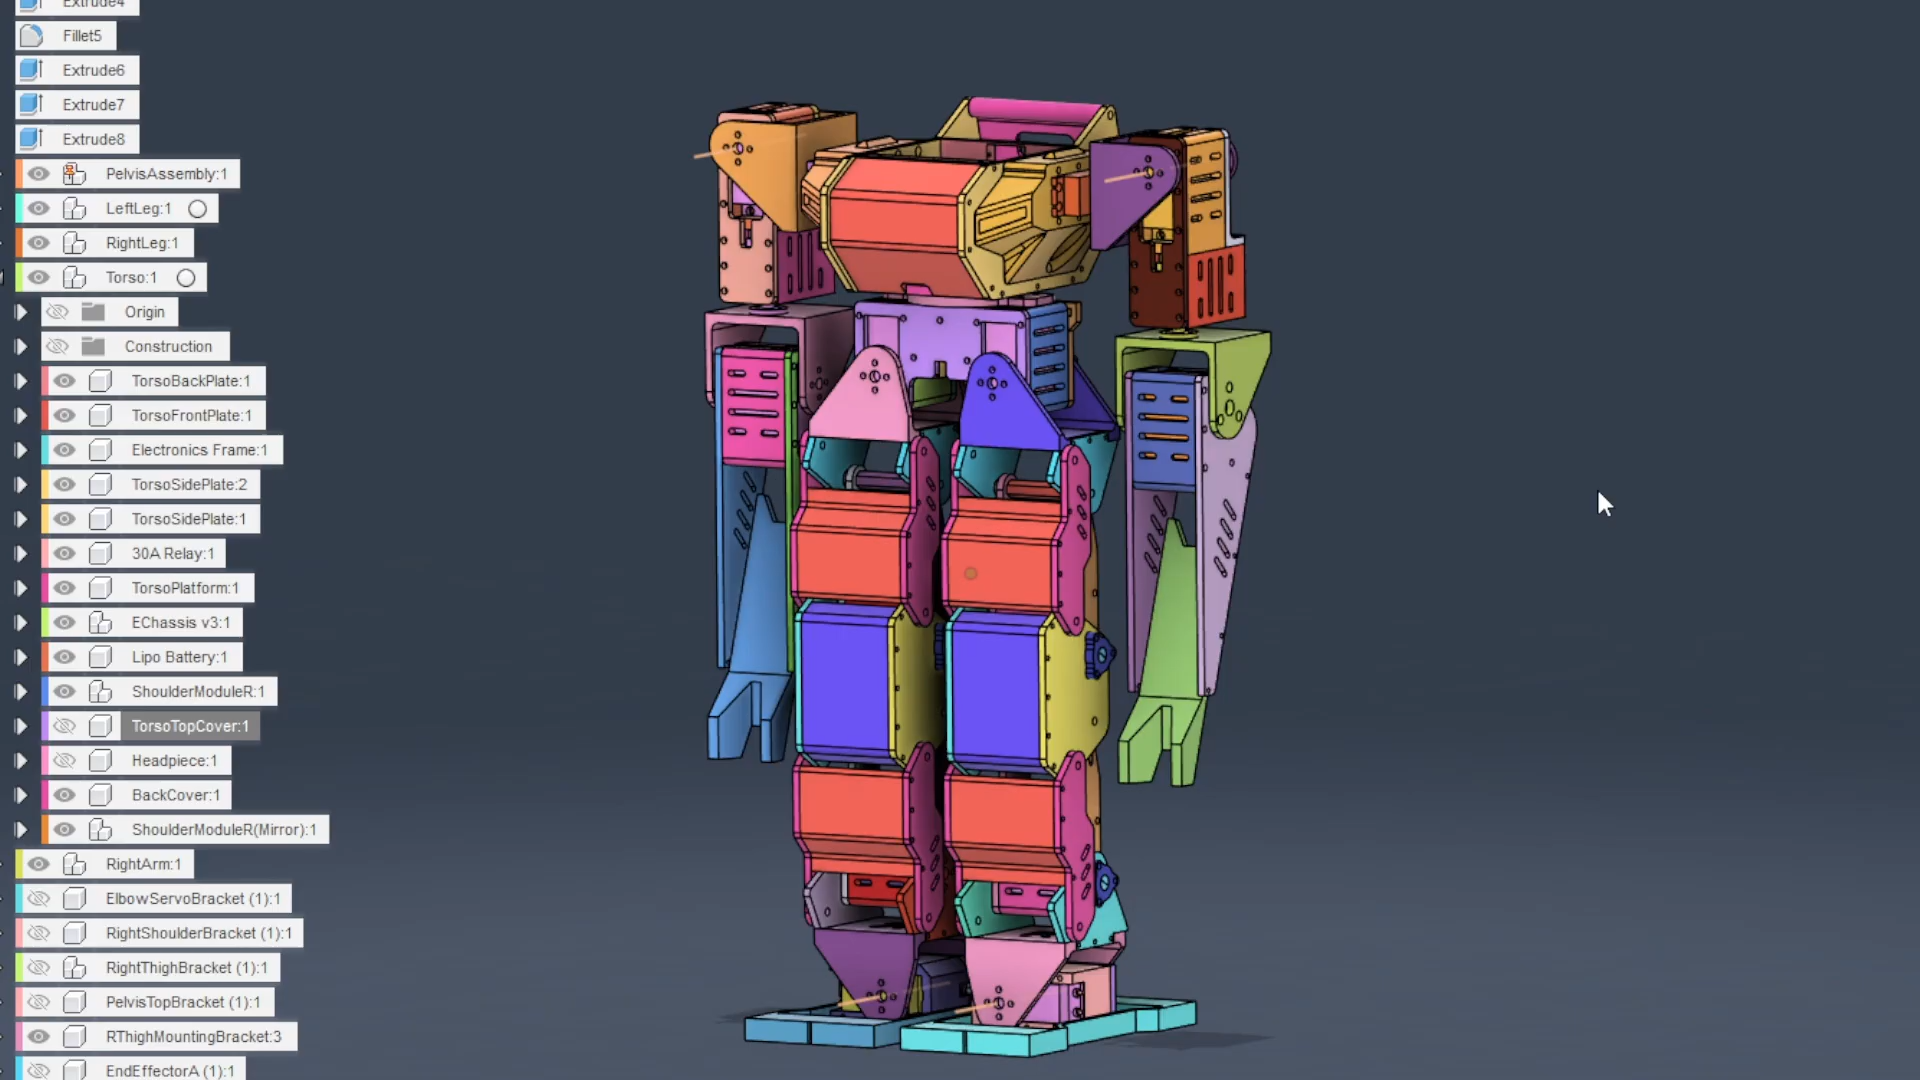 Extrude4
Fillet5
Extrude6
Extrude7
Extrude8
PelvisAssembly:1
LeftLeg:1
RightLeg:1
Torso:1
Origin
Construction
TorsoBackPlate:1
TorsoFrontPlate:1
Electronics Frame:1
TorsoSidePlate:2
TorsoSidePlate:1
30A Relay:1
TorsoPlatform:1
EChassis v3:1
Lipo Battery:1
ShoulderModuleR:1
TorsoTopCover:1
Headpiece:1
BackCover:1
ShoulderModuleR(Mirror):1
RightArm:1
ElbowServoBracket (1):1
RightShoulderBracket (1):1
RightThighBracket (1):1
PelvisTopBracket (1):1
RThighMountingBracket:3
EndEffectorA (1):1